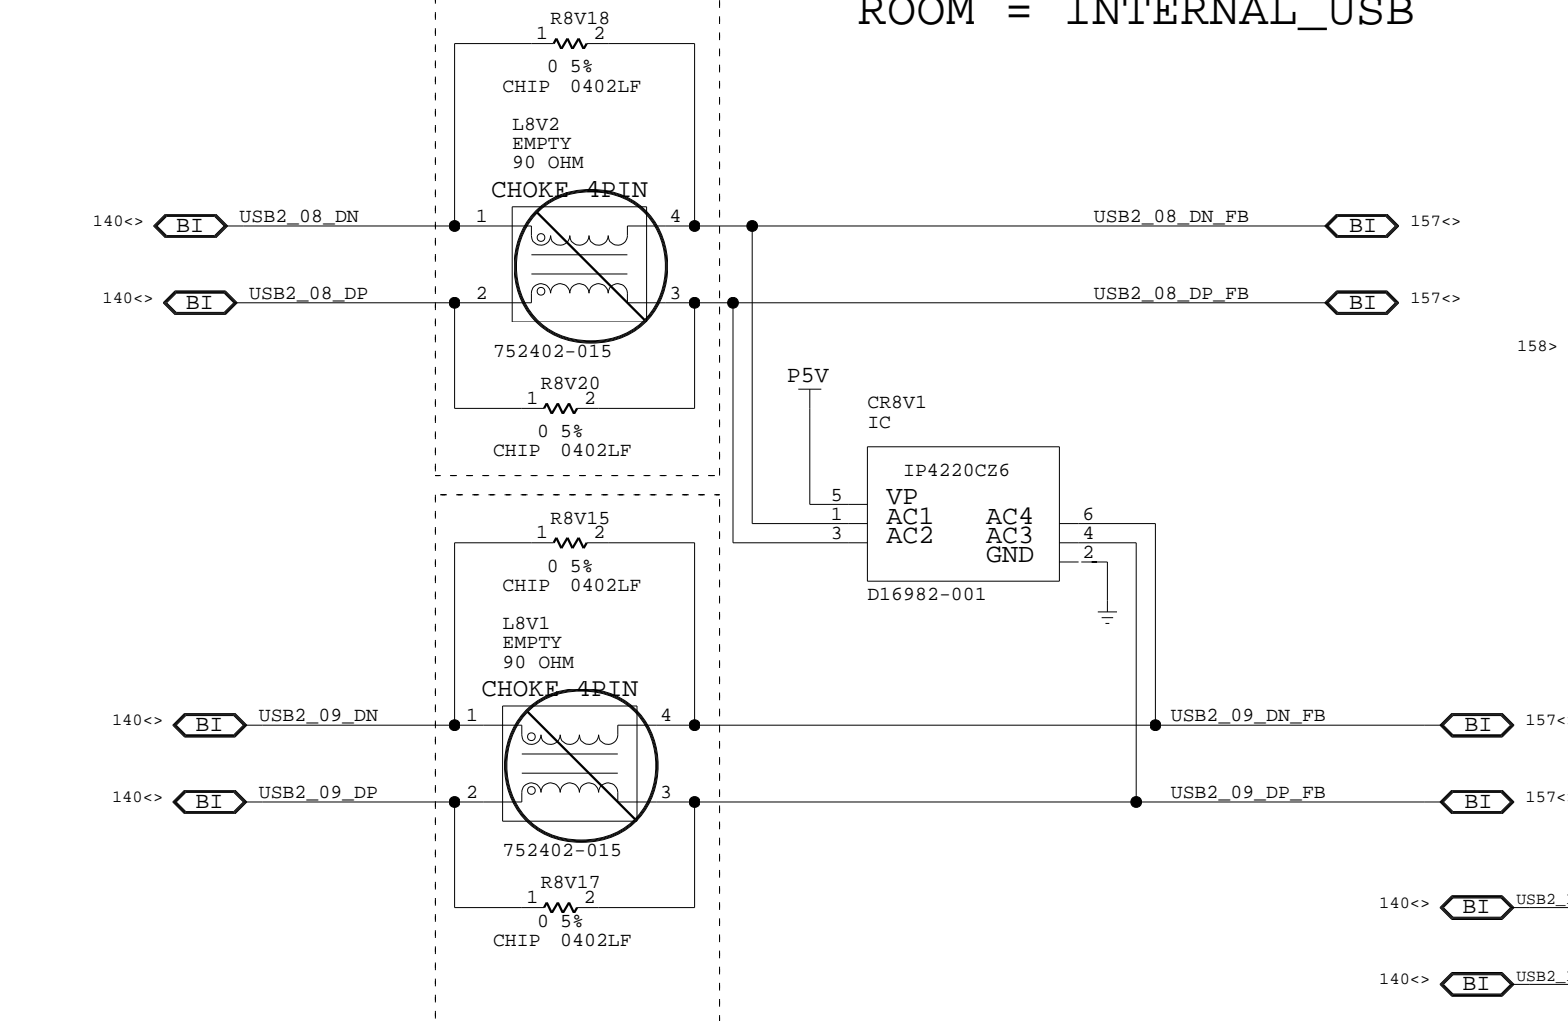 ROOM = INTERNAL_USB
R8V18
1 2
0 5%
CHIP 0402LF
L8V2
EMPTY
90 OHM
CHOKE 4PIN
140<> BI USB2_08_DN 1 4 USB2_08_DN_FB BI 157<>
140<> BI USB2_08_DP 2 3 USB2_08_DP_FB BI 157<>
158>
752402-015
R8V20
1 2
0 5%
CHIP 0402LF
P5V
CR8V1
IC
IP4220CZ6
5 VP
1 AC1 AC4 6
3 AC2 AC3 4
GND 2
D16982-001
R8V15
1 2
0 5%
CHIP 0402LF
L8V1
EMPTY
90 OHM
CHOKE 4PIN
140<> BI USB2_09_DN 1 4 USB2_09_DN_FB BI 157<
140<> BI USB2_09_DP 2 3 USB2_09_DP_FB BI 157<
752402-015
R8V17
1 2
0 5%
CHIP 0402LF
140<> BI USB2_
140<> BI USB2_